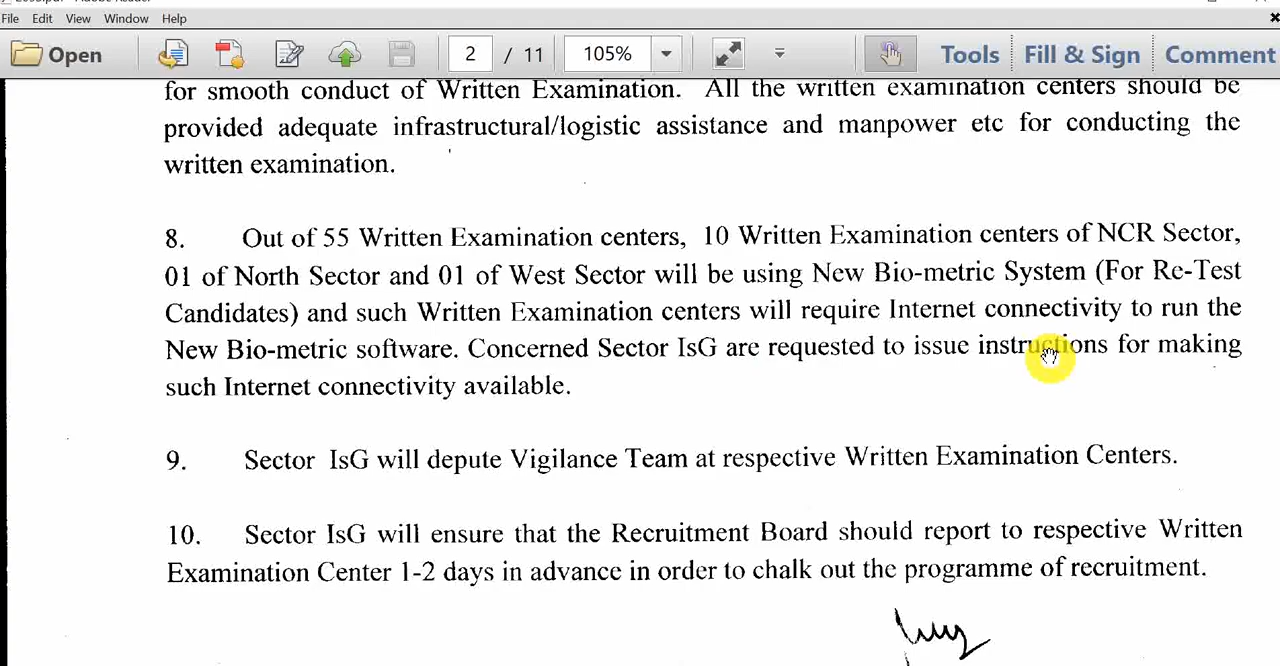 File Edit View Window Help
Open 2 / 11 105% Tools Fill & Sign Comment
for smooth conduct of Written Examination. All the written examination centers should be
provided adequate infrastructural/logistic assistance and manpower etc for conducting the
written examination.
8. Out of 55 Written Examination centers, 10 Written Examination centers of NCR Sector,
01 of North Sector and 01 of West Sector will be using New Bio-metric System (For Re-Test
Candidates) and such Written Examination centers will require Internet connectivity to run the
New Bio-metric software. Concerned Sector IsG are requested to issue instructions for making
such Internet connectivity available.
9. Sector IsG will depute Vigilance Team at respective Written Examination Centers.
10. Sector IsG will ensure that the Recruitment Board should report to respective Written
Examination Center 1-2 days in advance in order to chalk out the programme of recruitment.